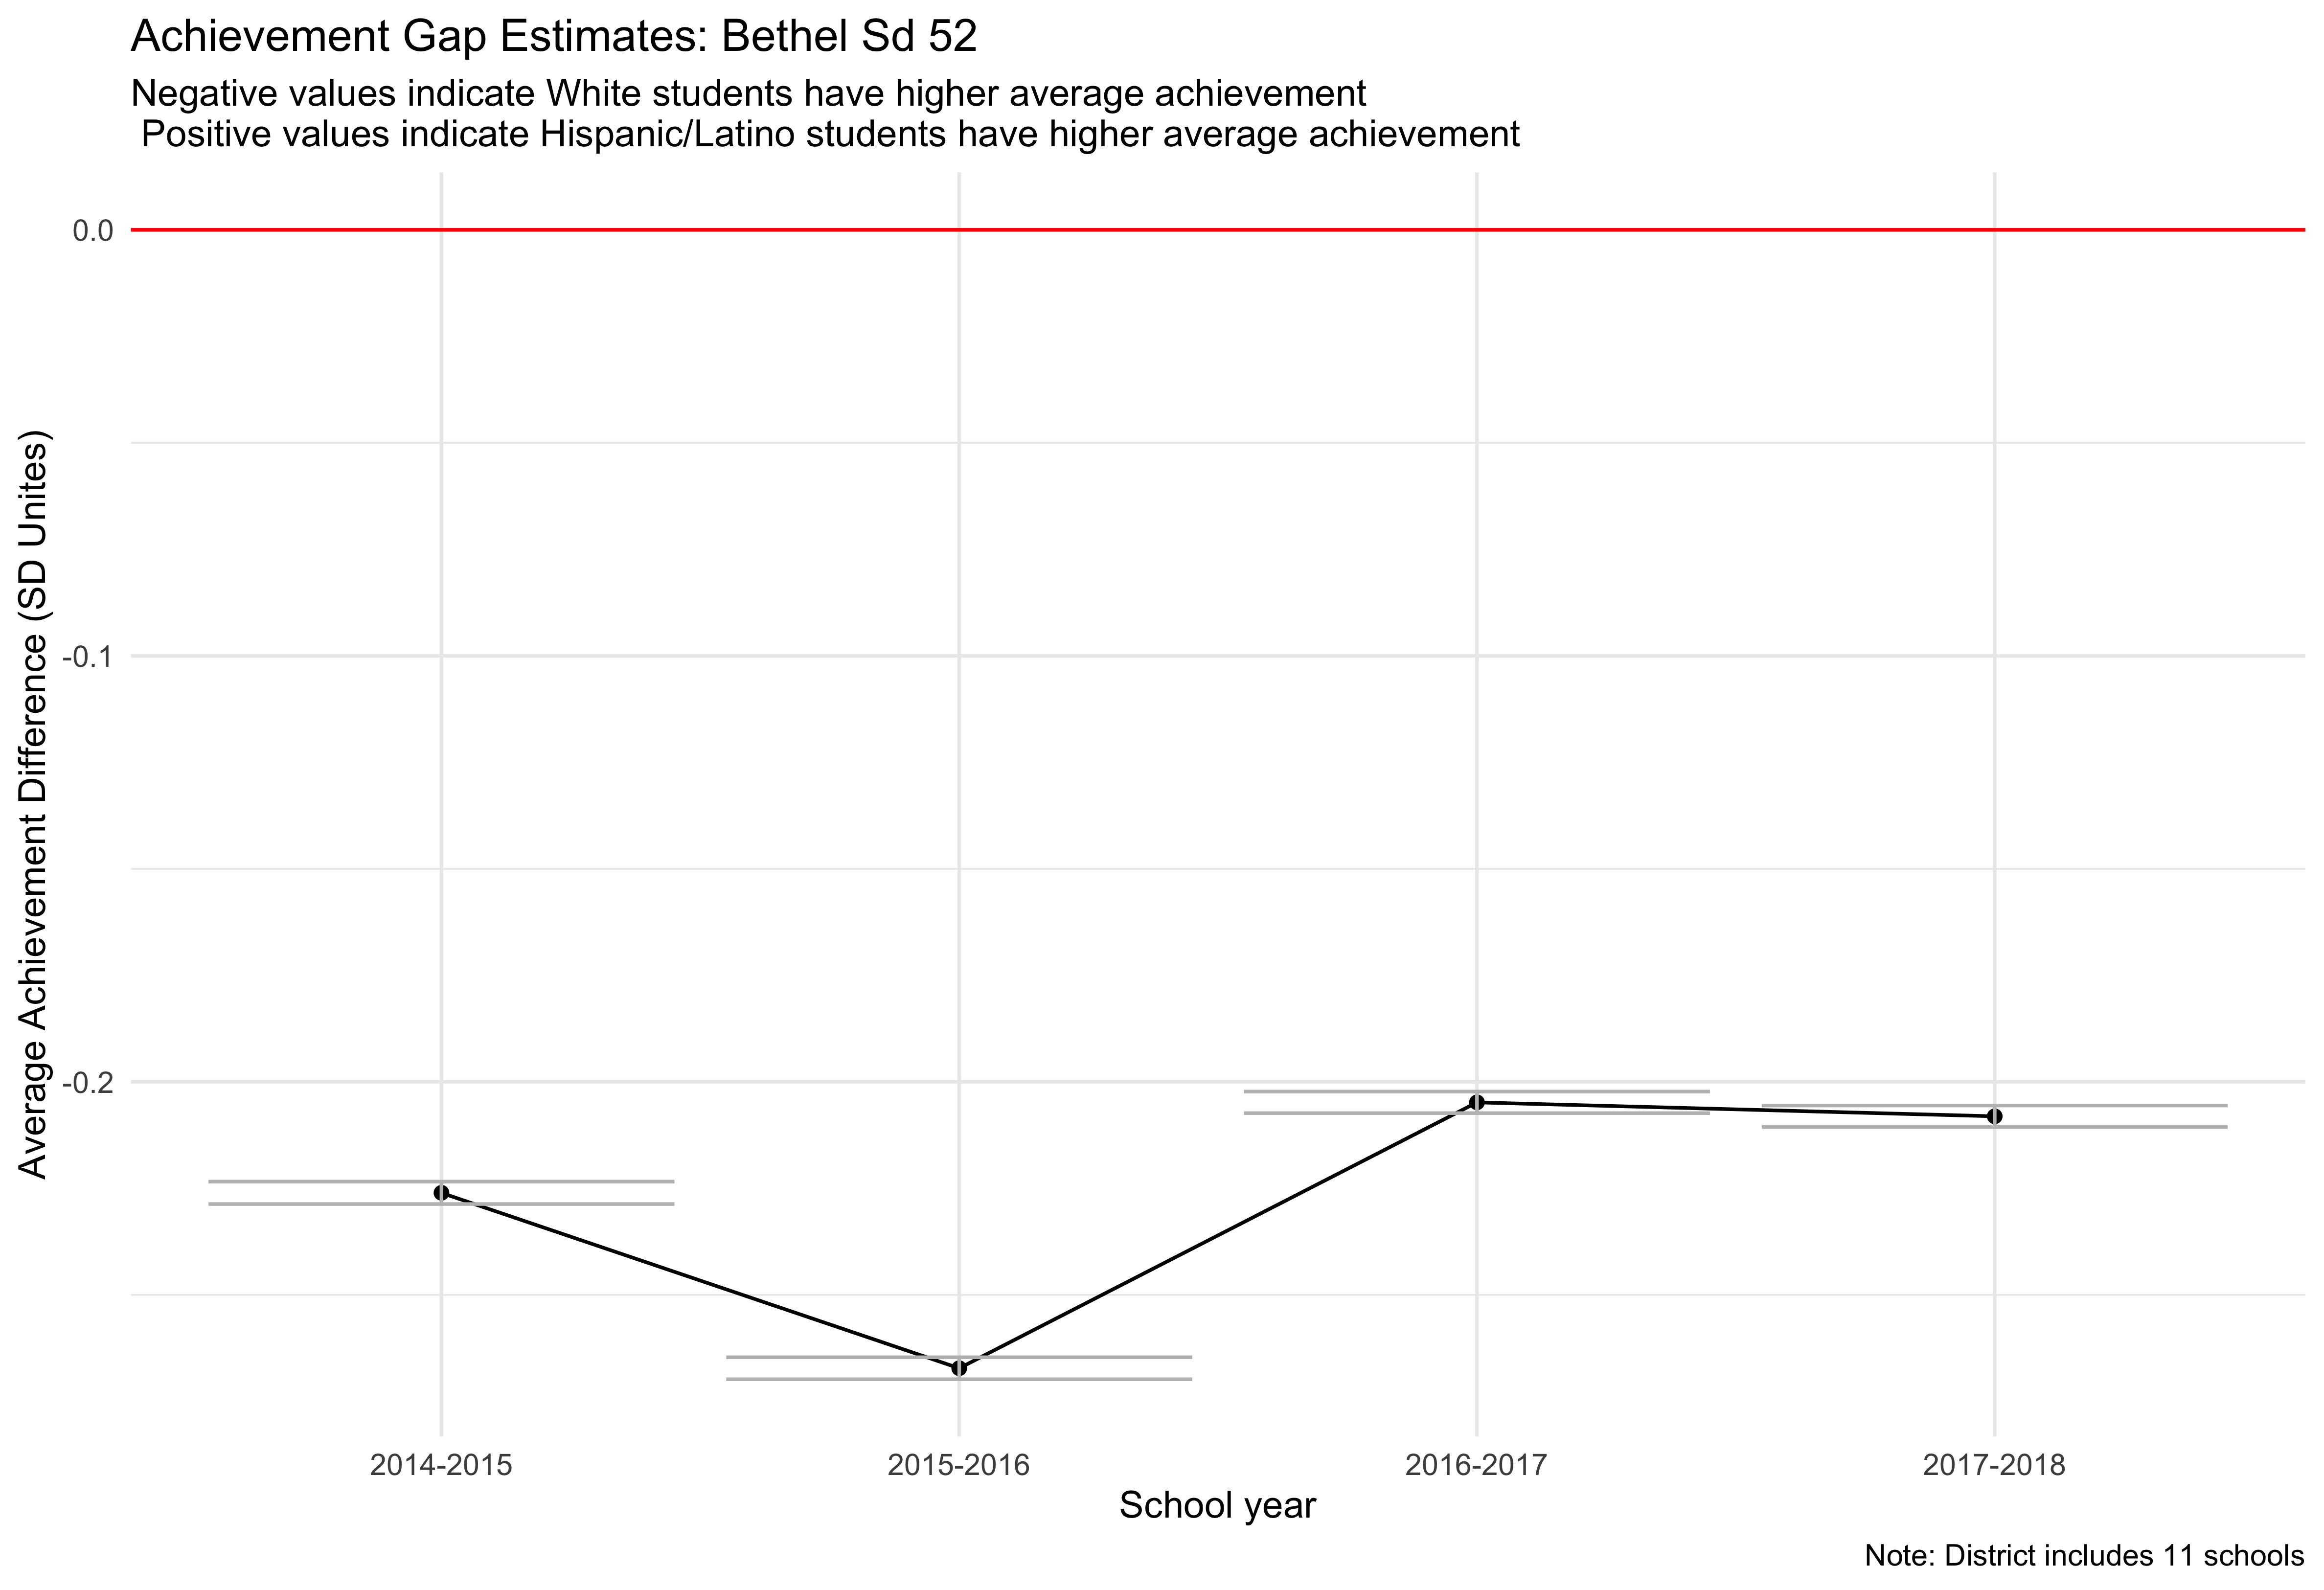 Achievement Gap Estimates: Bethel Sd 52
Negative values indicate White students have higher average achievement
Positive values indicate Hispanic/Latino students have higher average achievement
Average Achievement Difference (SD Unites)
0.0
-0.1
-0.2
2014-2015
2015-2016
2016-2017
2017-2018
School year
Note: District includes 11 schools